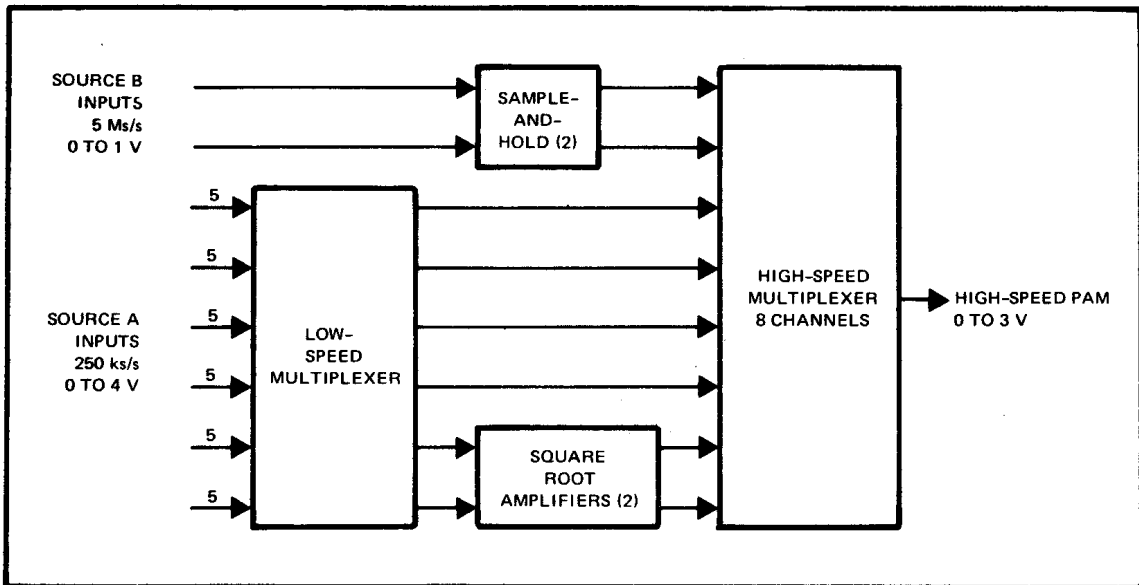 SOURCE B
INPUTS
5 Ms/s
0 TO 1 V
SAMPLE-
AND-
HOLD (2)
5
5
5
5
5
5
SOURCE A
INPUTS
250 ks/s
0 TO 4 V
LOW-
SPEED
MULTIPLEXER
SQUARE
ROOT
AMPLIFIERS (2)
HIGH-SPEED
MULTIPLEXER
8 CHANNELS
HIGH-SPEED PAM
0 TO 3 V